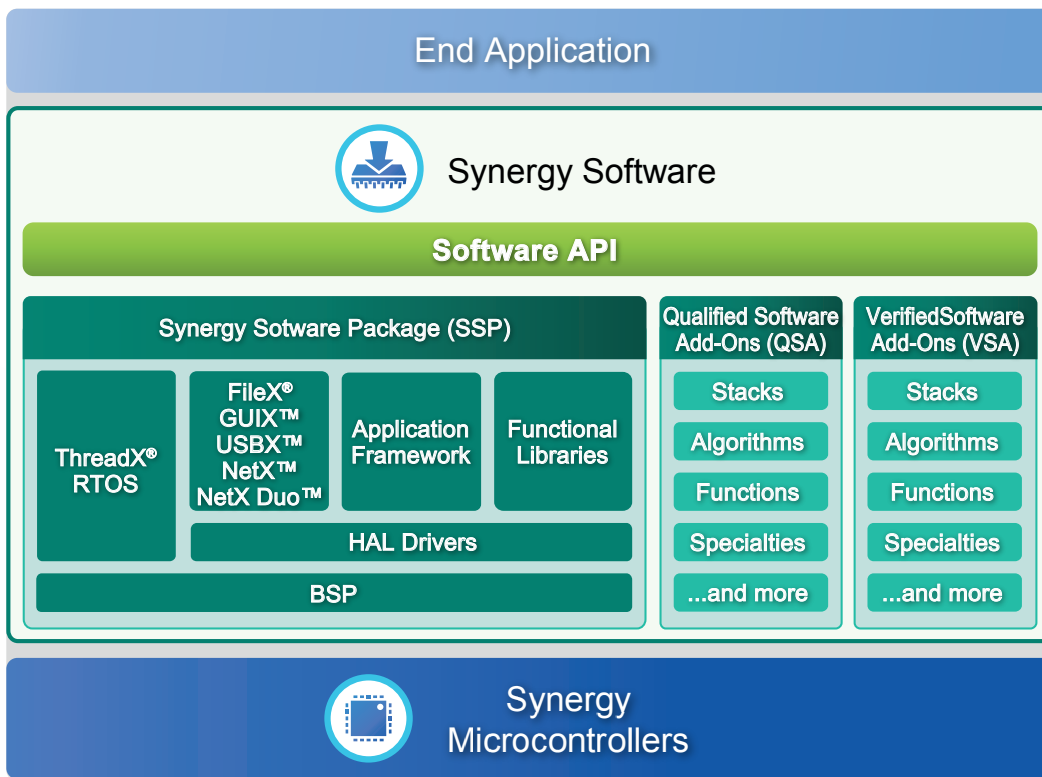 End Application
Synergy Software
Software API
Synergy Sotware Package (SSP)
ThreadX®
RTOS
FileX®
GUIX™
USBX™
NetX™
NetX Duo™
Application
Framework
Functional
Libraries
HAL Drivers
BSP
Qualified Software
Add-Ons (QSA)
Stacks
Algorithms
Functions
Specialties
...and more
VerifiedSoftware
Add-Ons (VSA)
Stacks
Algorithms
Functions
Specialties
...and more
Synergy
Microcontrollers